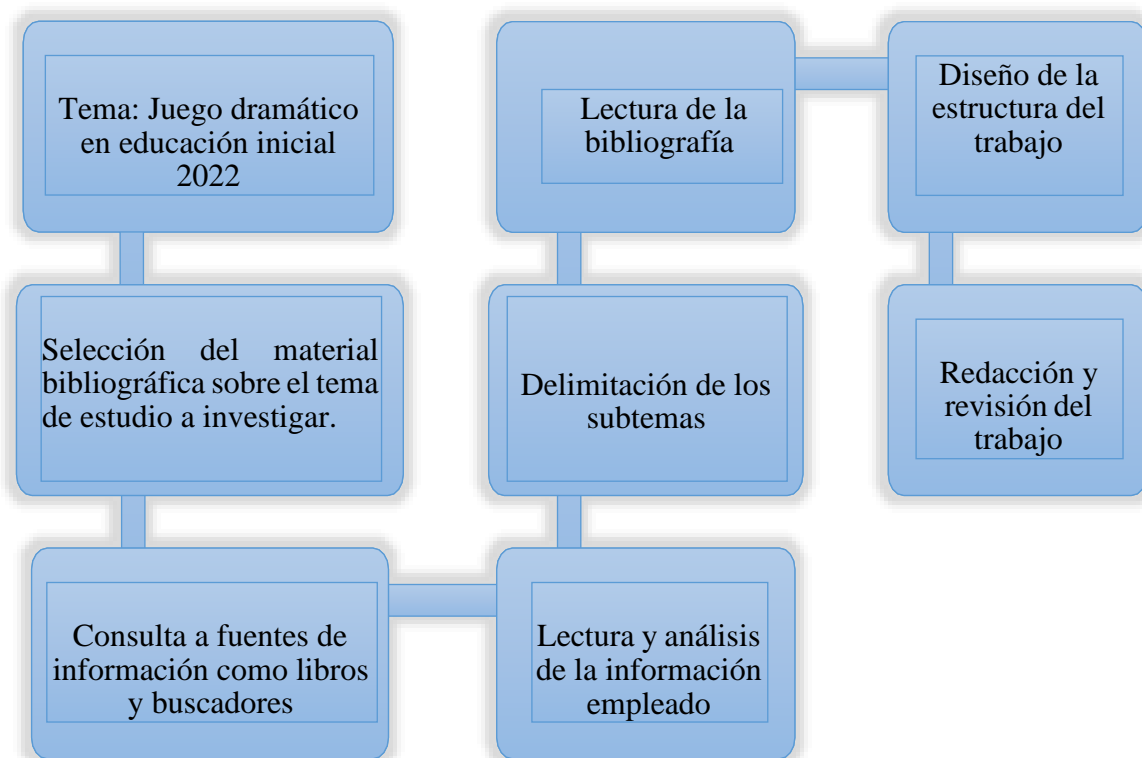 Tema: Juego dramático
en educación inicial
2022
Selección del material
bibliográfica sobre el tema
de estudio a investigar.
Consulta a fuentes de
información como libros
y buscadores
Lectura y análisis
de la información
empleado
Delimitación de los
subtemas
Lectura de la
bibliografía
Diseño de la
estructura del
trabajo
Redacción y
revisión del
trabajo